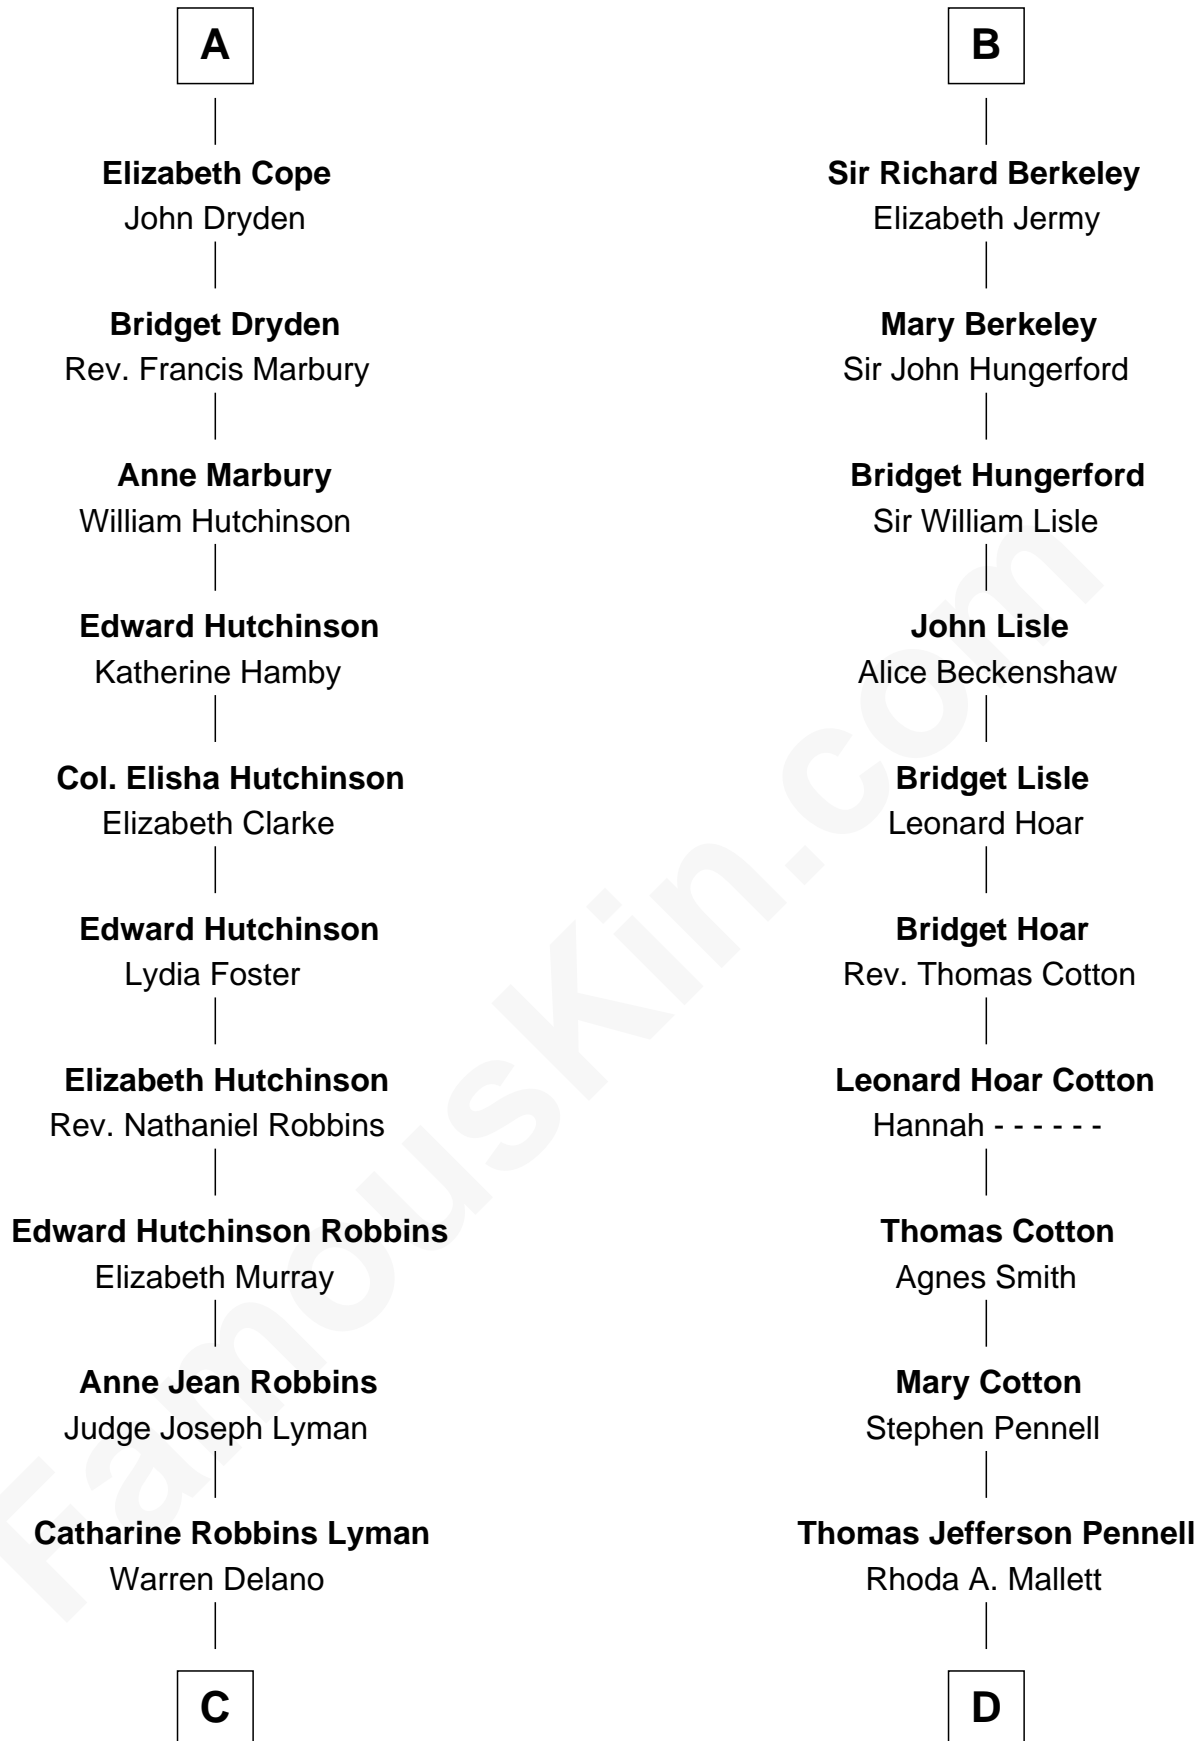 A
Elizabeth Cope
John Dryden
Bridget Dryden
Rev. Francis Marbury
Anne Marbury
William Hutchinson
Edward Hutchinson
Katherine Hamby
Col. Elisha Hutchinson
Elizabeth Clarke
Edward Hutchinson
Lydia Foster
Elizabeth Hutchinson
Rev. Nathaniel Robbins
Edward Hutchinson Robbins
Elizabeth Murray
Anne Jean Robbins
Judge Joseph Lyman
Catharine Robbins Lyman
Warren Delano
C
B
Sir Richard Berkeley
Elizabeth Jermy
Mary Berkeley
Sir John Hungerford
Bridget Hungerford
Sir William Lisle
John Lisle
Alice Beckenshaw
Bridget Lisle
Leonard Hoar
Bridget Hoar
Rev. Thomas Cotton
Leonard Hoar Cotton
Hannah - - - - - -
Thomas Cotton
Agnes Smith
Mary Cotton
Stephen Pennell
Thomas Jefferson Pennell
Rhoda A. Mallett
D
FamousKin.com